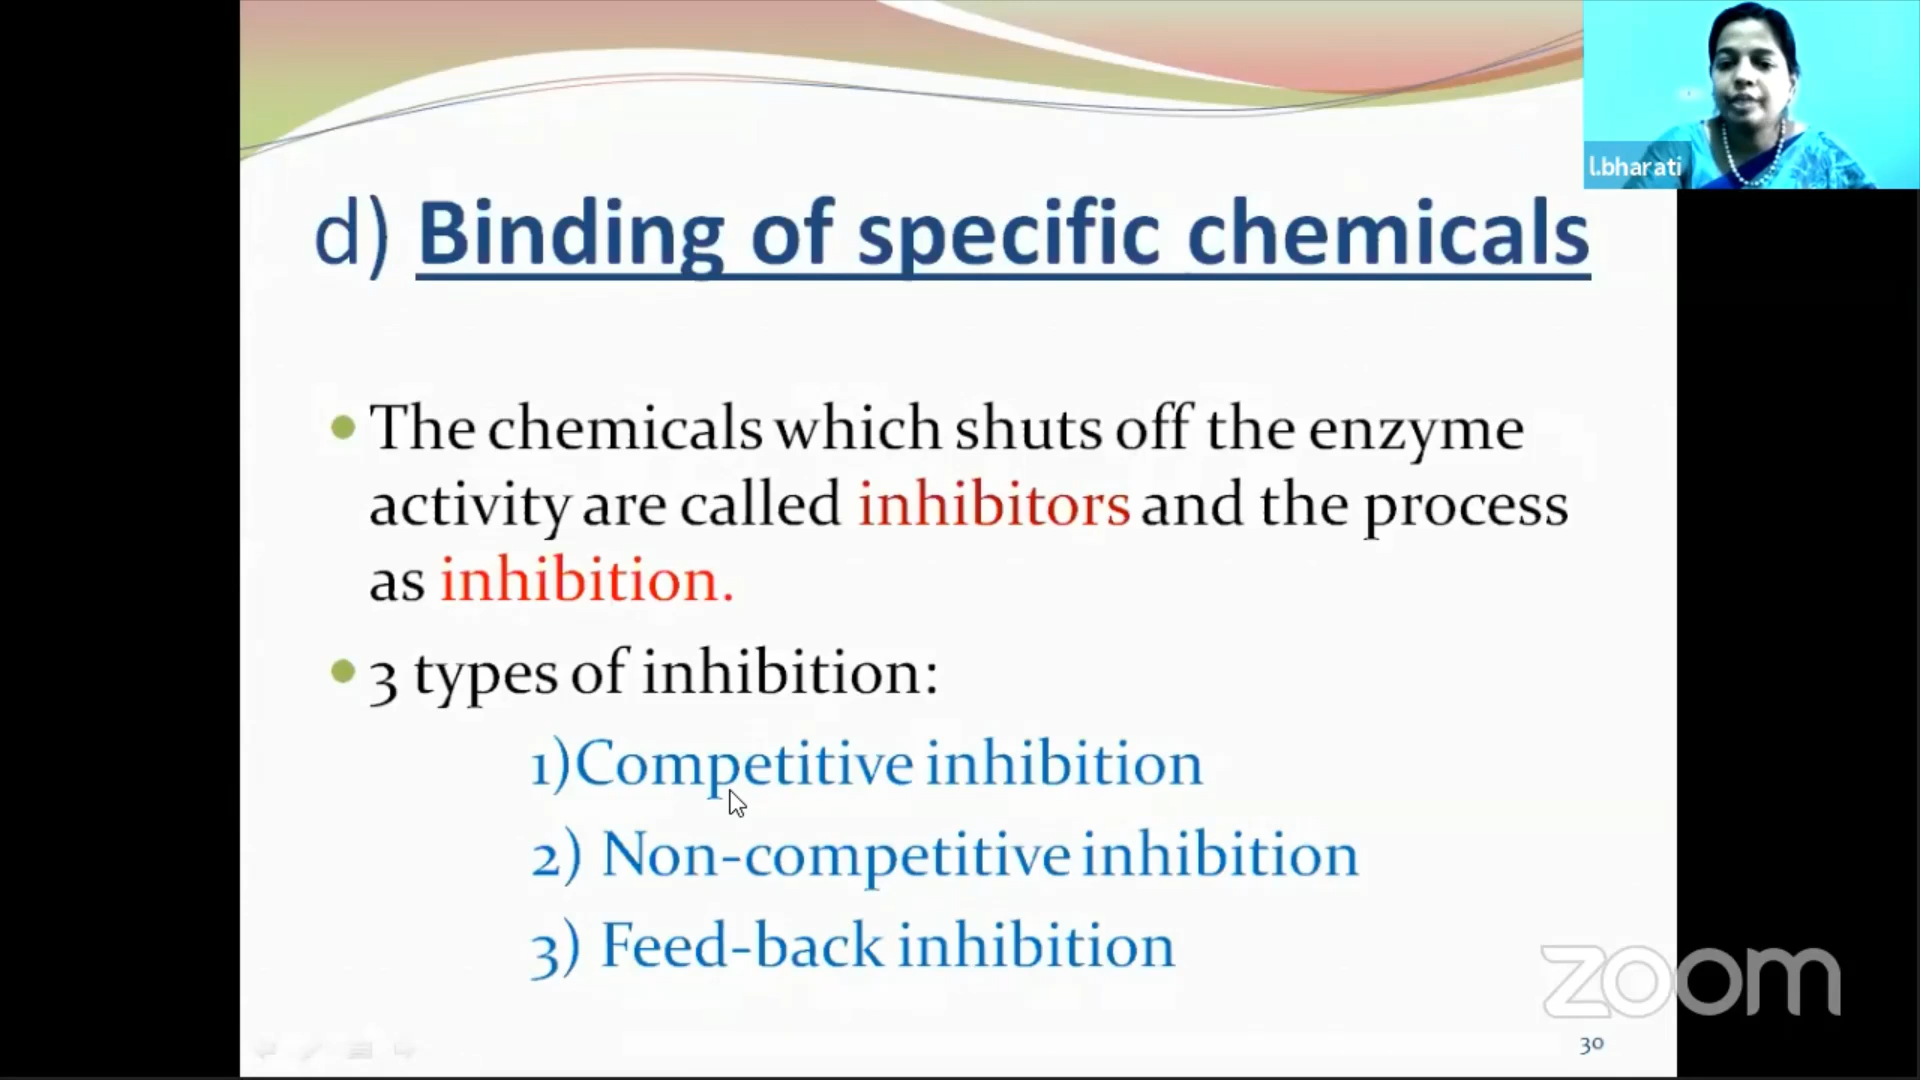 l.bharati
d) Binding of specific chemicals
The chemicals which shuts off the enzyme
activity are called inhibitors and the process
as inhibition.
3 types of inhibition:
1)Competitive inhibition
2) Non-competitive inhibition
3) Feed-back inhibition
zoom
30